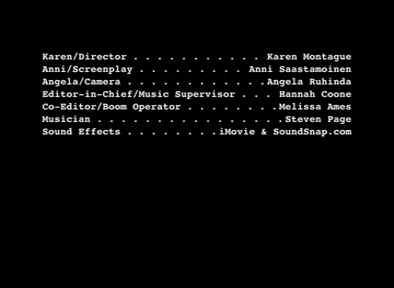 Karen/Director . . . . . . . . . . . Karen Montague
Anni/Screenplay . . . . . . . . . Anni Saastamoinen
Angela/Camera . . . . . . . . . . . .Angela Ruhinda
Editor-in-Chief/Music Supervisor . . . Hannah Coone
Co-Editor/Boom Operator . . . . . . . .Melissa Ames
Musician . . . . . . . . . . . . . . . .Steven Page
Sound Effects . . . . . . . .iMovie & SoundSnap.com